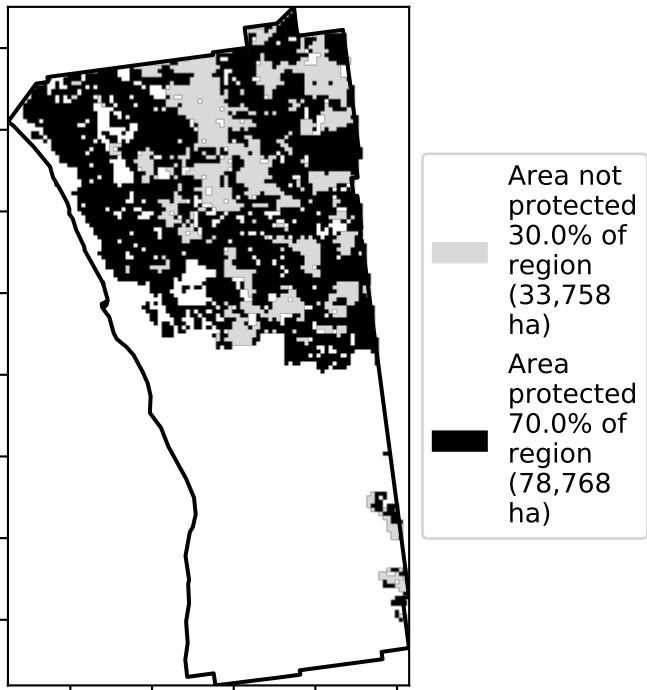 Area not
protected
30.0% of
region
(33,758
ha)
Area
protected
70.0% of
region
(78,768
ha)